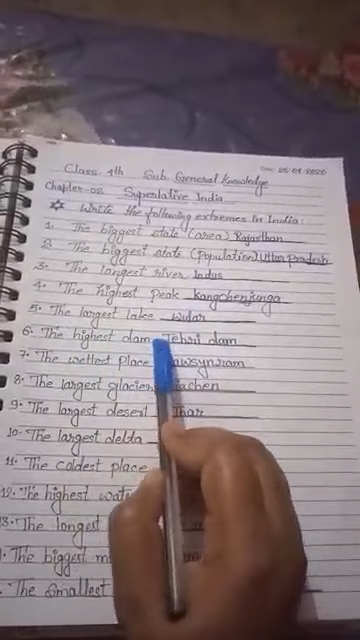 Class 4th Sub General Knowledge
Chapter-02 Superlative India
Write the following extremes in India:
1. The biggest state (area) Rajasthan
2. The biggest state (Population) Uttar Pradesh
3. The longest river Indus
4. The highest peak Kangchenjunga
5. The largest lake Wular
6. The highest dam Tehri dam
7. The wettest place
8. The largest glacier
9. The largest desert Thar
10. The largest delta
11. The coldest place
12. The highest
13. The longest
The biggest
The smallest